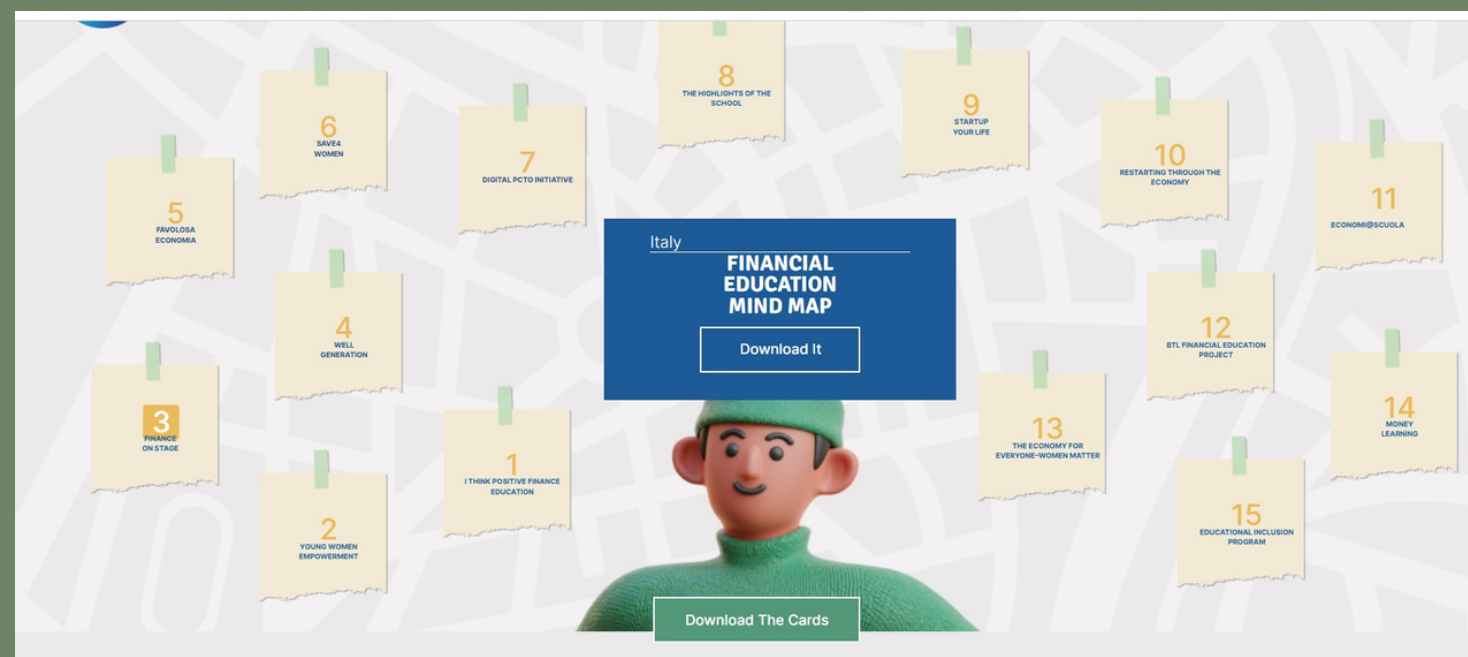 8
THE HIGHLIGHTS OF THE
SCHOOL
9
STARTUP
YOUR LIFE
6
SAVE4
WOMEN
7
DIGITAL PCTO INITIATIVE
10
RESTARTING THROUGH THE
ECONOMY
11
ECONOMI@SCUOLA
5
FAVOLOSA
ECONOMIA
Italy
FINANCIAL
EDUCATION
MIND MAP
Download It
4
WELL
GENERATION
12
BTL FINANCIAL EDUCATION
PROJECT
3
FINANCE
ON STAGE
14
MONEY
LEARNING
13
THE ECONOMY FOR
EVERYONE-WOMEN MATTER
1
I THINK POSITIVE FINANCE
EDUCATION
2
YOUNG WOMEN
EMPOWERMENT
15
EDUCATIONAL INCLUSION
PROGRAM
Download The Cards